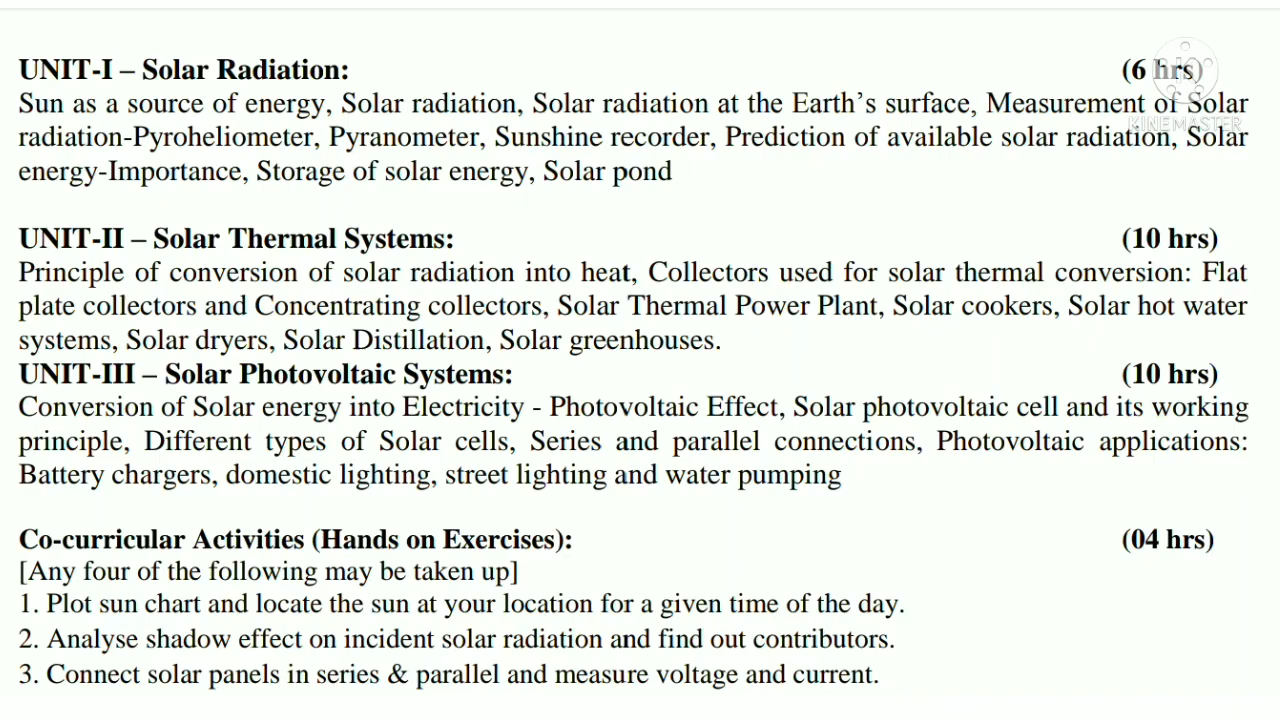 UNIT-I – Solar Radiation: (6 hrs)
Sun as a source of energy, Solar radiation, Solar radiation at the Earth’s surface, Measurement of Solar
radiation-Pyroheliometer, Pyranometer, Sunshine recorder, Prediction of available solar radiation, Solar
energy-Importance, Storage of solar energy, Solar pond
KINEMASTER
UNIT-II – Solar Thermal Systems: (10 hrs)
Principle of conversion of solar radiation into heat, Collectors used for solar thermal conversion: Flat
plate collectors and Concentrating collectors, Solar Thermal Power Plant, Solar cookers, Solar hot water
systems, Solar dryers, Solar Distillation, Solar greenhouses.
UNIT-III – Solar Photovoltaic Systems: (10 hrs)
Conversion of Solar energy into Electricity - Photovoltaic Effect, Solar photovoltaic cell and its working
principle, Different types of Solar cells, Series and parallel connections, Photovoltaic applications:
Battery chargers, domestic lighting, street lighting and water pumping
Co-curricular Activities (Hands on Exercises): (04 hrs)
[Any four of the following may be taken up]
1. Plot sun chart and locate the sun at your location for a given time of the day.
2. Analyse shadow effect on incident solar radiation and find out contributors.
3. Connect solar panels in series & parallel and measure voltage and current.